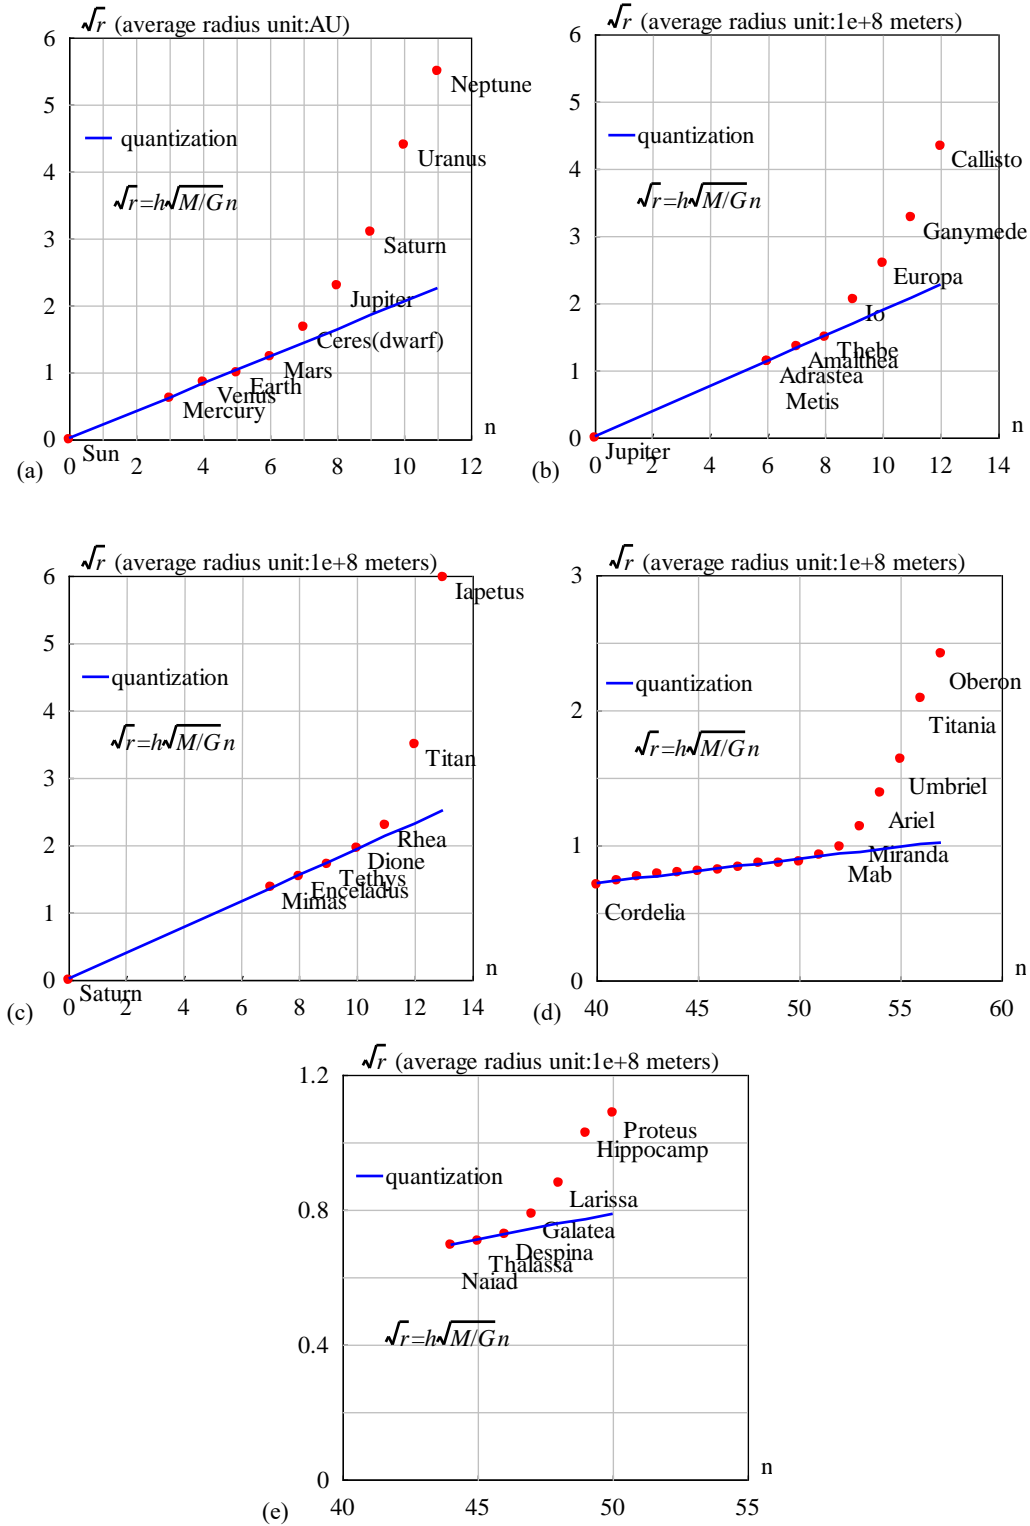 √r (average radius unit:AU)
6
5
4
3
2
1
0
quantization
√r=h√M/Gn
Neptune
Uranus
Saturn
Jupiter
Ceres(dwarf)
Mars
Earth
Venus
Mercury
Sun
n
0 2 4 6 8 10 12
(a)
√r (average radius unit:1e+8 meters)
6
5
4
3
2
1
0
quantization
√r=h√M/Gn
Callisto
Ganymede
Europa
Io
Thebe
Amalthea
Adrastea
Metis
Jupiter
n
0 2 4 6 8 10 12 14
(b)
√r (average radius unit:1e+8 meters)
6
5
4
3
2
1
0
quantization
√r=h√M/Gn
Iapetus
Titan
Rhea
Dione
Tethys
Enceladus
Mimas
Saturn
n
0 2 4 6 8 10 12 14
(c)
√r (average radius unit:1e+8 meters)
3
2
1
0
quantization
√r=h√M/Gn
Oberon
Titania
Umbriel
Ariel
Miranda
Mab
Cordelia
n
40 45 50 55 60
(d)
√r (average radius unit:1e+8 meters)
1.2
0.8
0.4
0
quantization
Proteus
Hippocamp
Larissa
Galatea
Despina
Thalassa
Naiad
√r=h√M/Gn
n
40 45 50 55
(e)